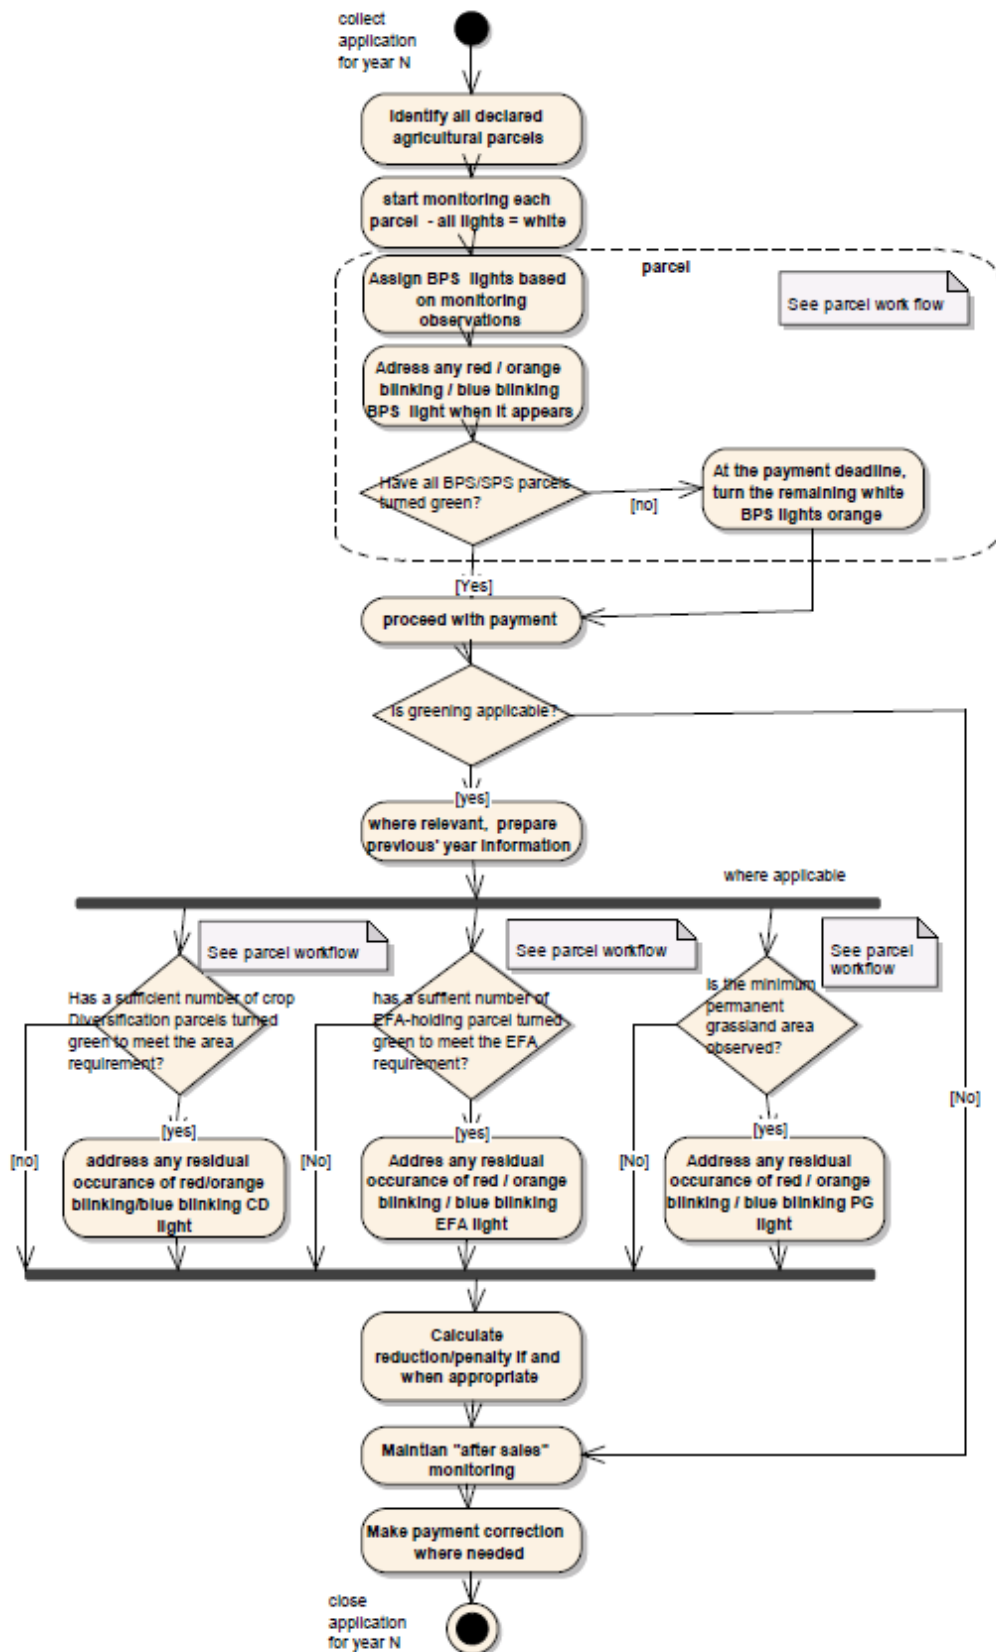 collect
application
for year N
Identify all declared
agricultural parcels
start monitoring each
parcel - all lights = white
parcel
Assign BPS lights based
on monitoring
observations
See parcel work flow
Adress any red / orange
blinking / blue blinking
BPS light when it appears
Have all BPS/SPS parcels
turned green?
[no]
At the payment deadline,
turn the remaining white
BPS lights orange
[Yes]
proceed with payment
Is greening applicable?
[yes]
where relevant, prepare
previous' year information
where applicable
See parcel workflow
See parcel workflow
See parcel
workflow
Has a sufficient number of crop
Diversification parcels turned
green to meet the area
requirement?
has a suffient number of
EFA-holding parcel turned
green to meet the EFA
requirement?
Is the minimum
permanent
grassland area
observed?
[No]
[yes]
[yes]
[yes]
[no]
[No]
[No]
address any residual
occurance of red/orange
blinking/blue blinking CD
light
Addres any residual
occurance of red / orange
blinking / blue blinking
EFA light
Address any residual
occurance of red / orange
blinking / blue blinking PG
light
Calculate
reduction/penalty if and
when appropriate
Maintian "after sales"
monitoring
Make payment correction
where needed
close
application
for year N